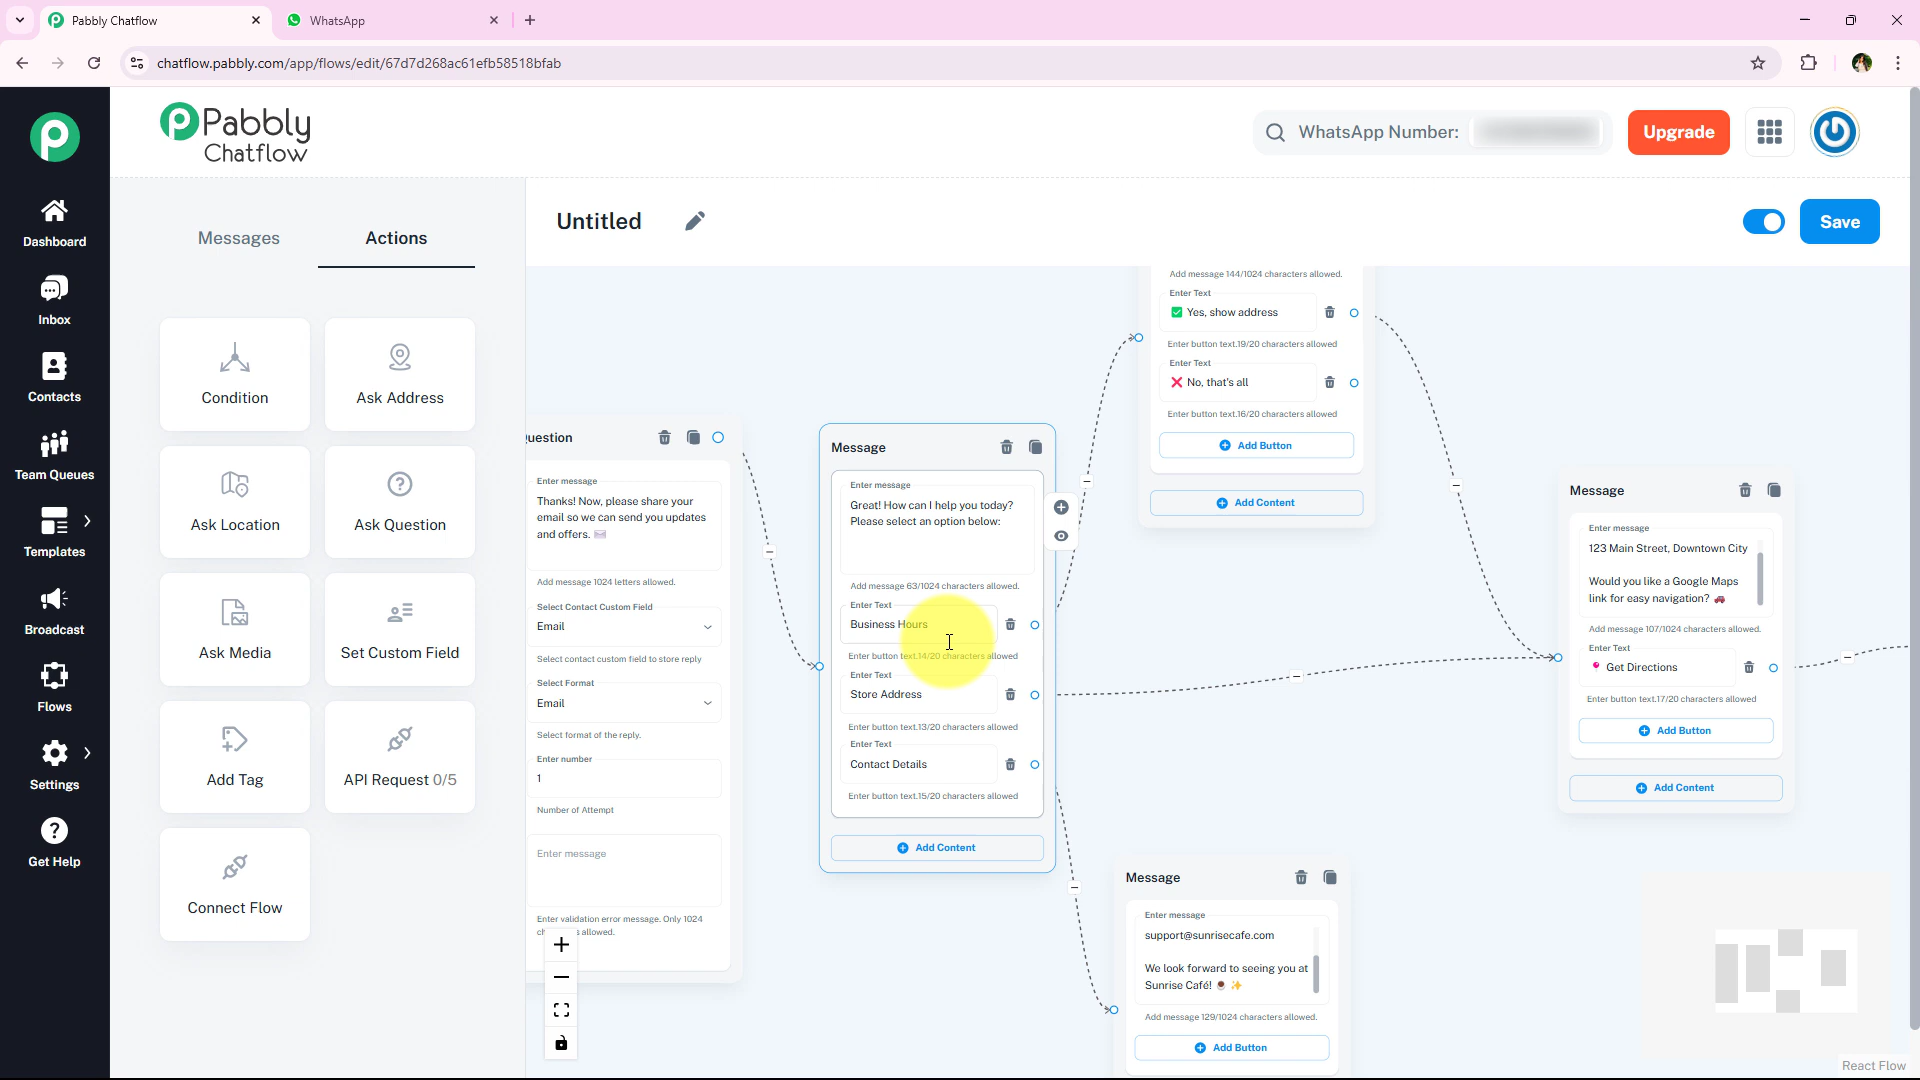 Pabbly Chatflow
WhatsApp
chatflow.pabbly.com/app/flows/edit/67d7d268ac61efb58518bfab
Pabbly
Chatflow
WhatsApp Number:
Upgrade
Dashboard
Inbox
Contacts
Team Queues
Templates
Broadcast
Flows
Settings
Get Help
Messages
Actions
Condition
Ask Address
Ask Location
Ask Question
Ask Media
Set Custom Field
Add Tag
API Request 0/5
Connect Flow
Untitled
Save
uestion
Enter message
Thanks! Now, please share your
email so we can send you updates
and offers. ✉️
Add message 1024 letters allowed.
Select Contact Custom Field
Email
Select contact custom field to store reply
Select Format
Email
Select format of the reply.
Enter number
1
Number of Attempt
Enter message
Enter validation error message. Only 1024
allowed.
Message
Enter message
Great! How can I help you today?
Please select an option below:
Add message 63/1024 characters allowed.
Enter Text
Business Hours
Enter button text.14/20 characters allowed
Enter Text
Store Address
Enter button text.13/20 characters allowed
Enter Text
Contact Details
Enter button text.15/20 characters allowed
Add Content
Add message 144/1024 characters allowed.
Enter Text
✅ Yes, show address
Enter button text.19/20 characters allowed
Enter Text
❌ No, that's all
Enter button text.16/20 characters allowed
Add Button
Add Content
Message
Enter message
123 Main Street, Downtown City
Would you like a Google Maps
link for easy navigation? 🚗
Add message 107/1024 characters allowed.
Enter Text
📍 Get Directions
Enter button text.17/20 characters allowed
Add Button
Add Content
Message
Enter message
support@sunrisecafe.com
We look forward to seeing you at
Sunrise Café! ☕ ✨
Add message 129/1024 characters allowed.
Add Button
React Flow